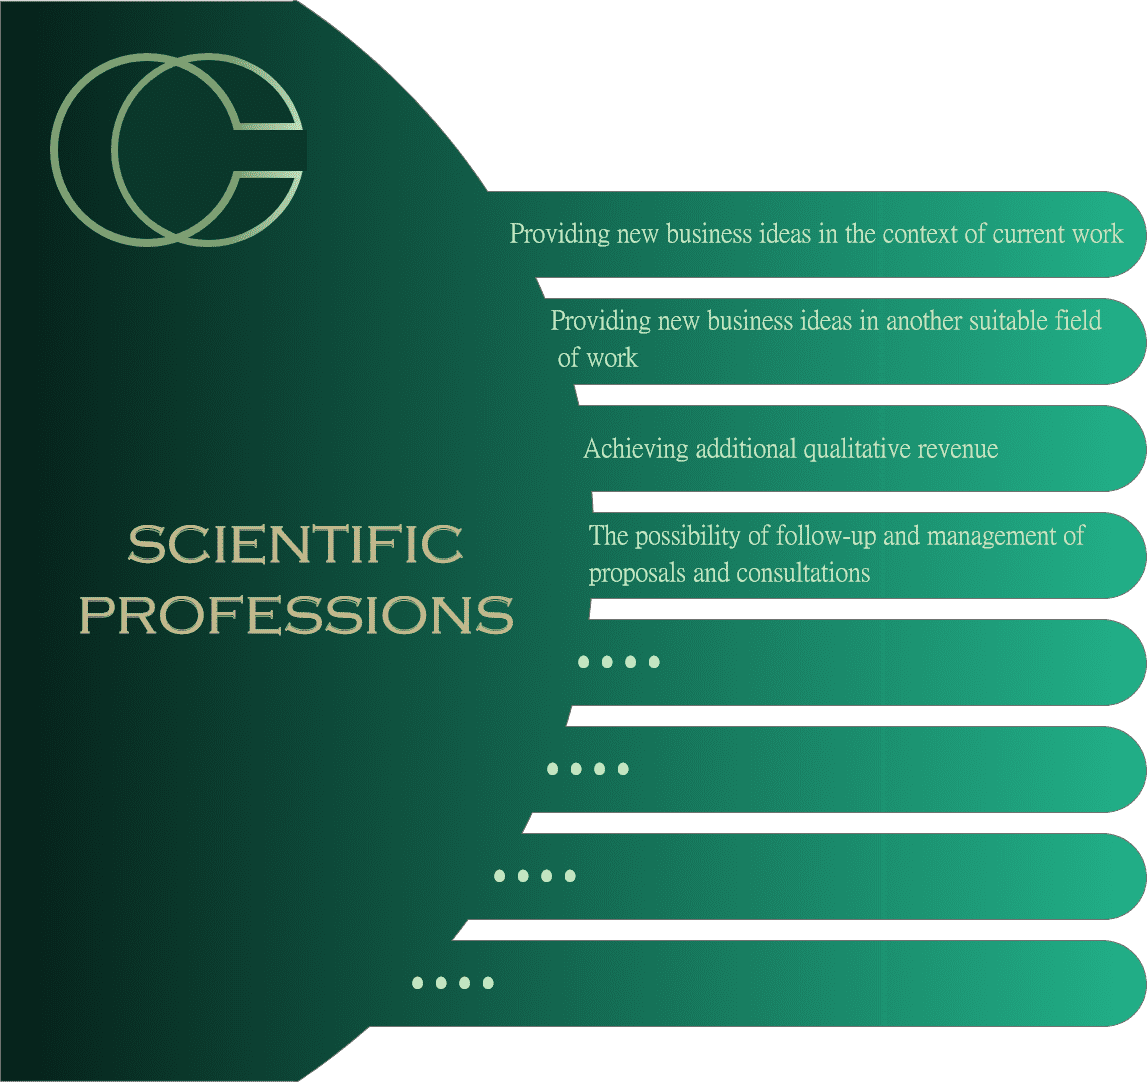 Providing new business ideas in the context of current work
Providing new business ideas in another suitable field
of work
Achieving additional qualitative revenue
The possibility of follow-up and management of
proposals and consultations
SCIENTIFIC
PROFESSIONS
• • • •
• • • •
• • • •
• • • •